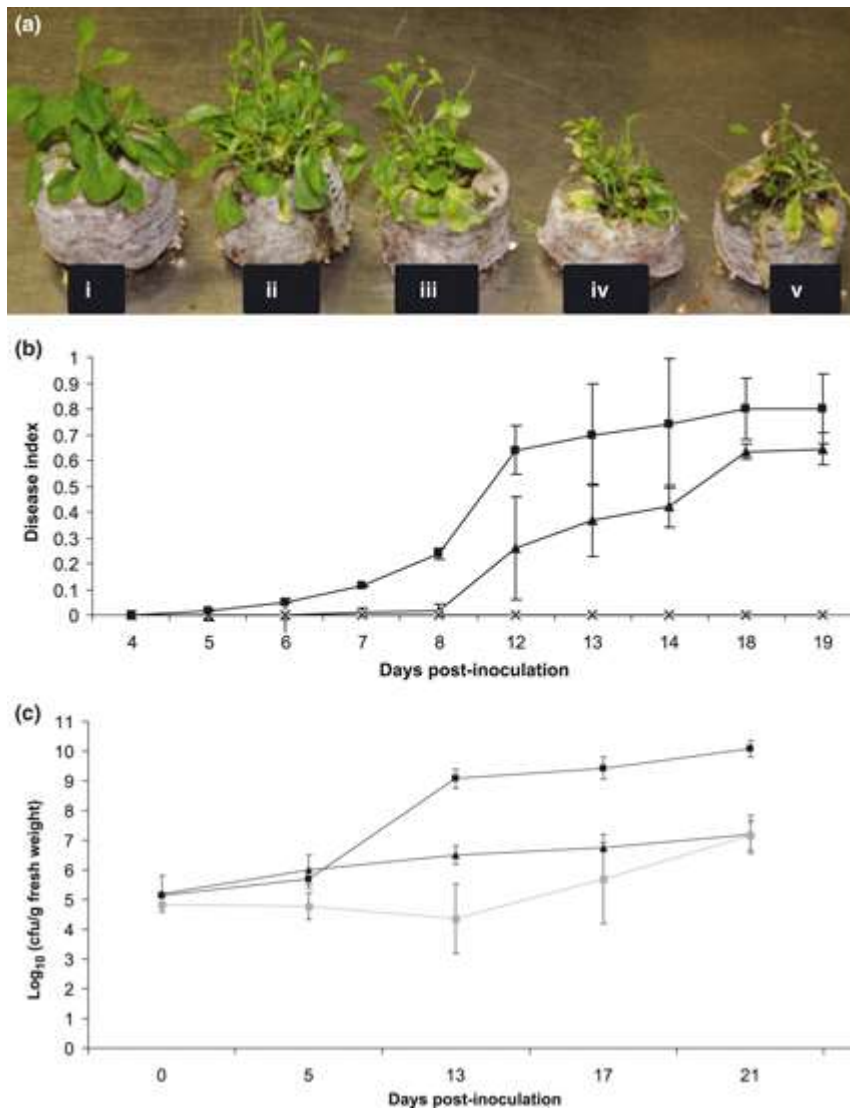 (a)
i ii iii iv v
(b)
Disease index
1
0.9
0.8
0.7
0.6
0.5
0.4
0.3
0.2
0.1
0
4 5 6 7 8 12 13 14 18 19
Days post-inoculation
(c)
Log₁₀ (cfu/g fresh weight)
11
10
9
8
7
6
5
4
3
2
1
0
0 5 13 17 21
Days post-inoculation